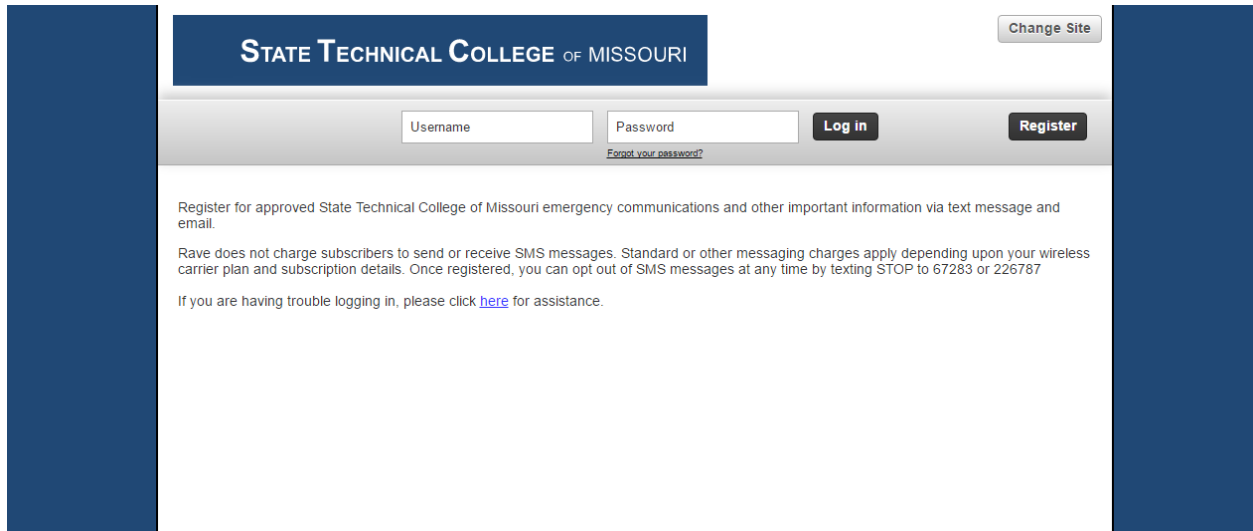 STATE TECHNICAL COLLEGE OF MISSOURI
Change Site
Username
Password
Log in
Register
Forgot your password?
Register for approved State Technical College of Missouri emergency communications and other important information via text message and
email.
Rave does not charge subscribers to send or receive SMS messages. Standard or other messaging charges apply depending upon your wireless
carrier plan and subscription details. Once registered, you can opt out of SMS messages at any time by texting STOP to 67283 or 226787
If you are having trouble logging in, please click here for assistance.